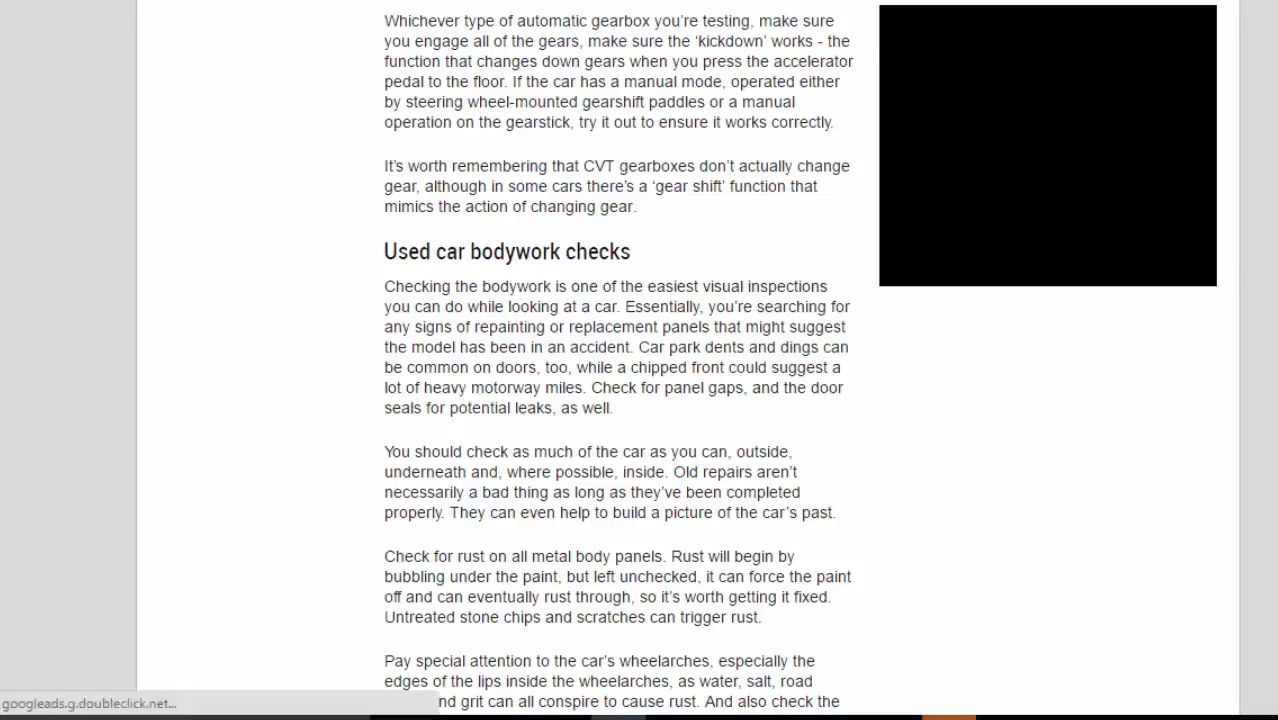 Whichever type of automatic gearbox you’re testing, make sure
you engage all of the gears, make sure the ‘kickdown’ works - the
function that changes down gears when you press the accelerator
pedal to the floor. If the car has a manual mode, operated either
by steering wheel-mounted gearshift paddles or a manual
operation on the gearstick, try it out to ensure it works correctly.
It’s worth remembering that CVT gearboxes don’t actually change
gear, although in some cars there’s a ‘gear shift’ function that
mimics the action of changing gear.
Used car bodywork checks
Checking the bodywork is one of the easiest visual inspections
you can do while looking at a car. Essentially, you’re searching for
any signs of repainting or replacement panels that might suggest
the model has been in an accident. Car park dents and dings can
be common on doors, too, while a chipped front could suggest a
lot of heavy motorway miles. Check for panel gaps, and the door
seals for potential leaks, as well.
You should check as much of the car as you can, outside,
underneath and, where possible, inside. Old repairs aren’t
necessarily a bad thing as long as they’ve been completed
properly. They can even help to build a picture of the car’s past.
Check for rust on all metal body panels. Rust will begin by
bubbling under the paint, but left unchecked, it can force the paint
off and can eventually rust through, so it’s worth getting it fixed.
Untreated stone chips and scratches can trigger rust.
Pay special attention to the car’s wheelarches, especially the
edges of the lips inside the wheelarches, as water, salt, road
nd grit can all conspire to cause rust. And also check the
googleads.g.doubleclick.net...